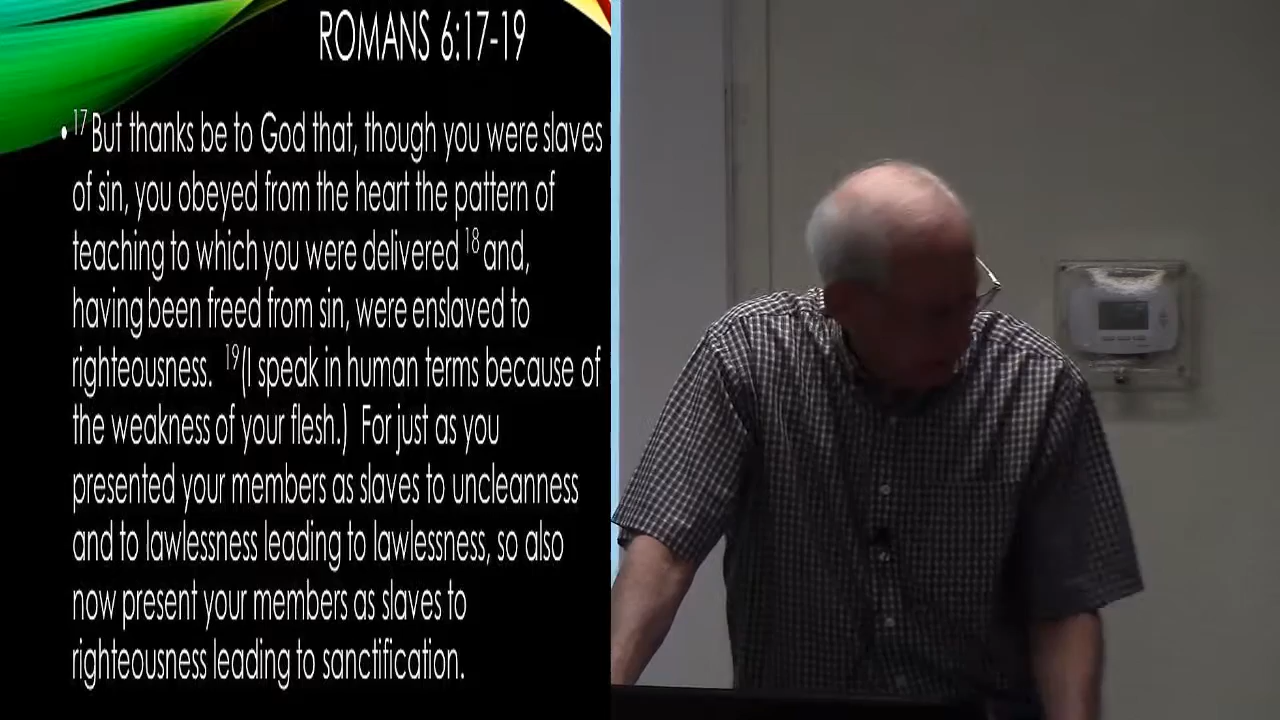 ROMANS 6:17-19
• 17 But thanks be to God that, though you were slaves
of sin, you obeyed from the heart the pattern of
teaching to which you were delivered 18 and,
having been freed from sin, were enslaved to
righteousness. 19 (I speak in human terms because of
the weakness of your flesh.) For just as you
presented your members as slaves to uncleanness
and to lawlessness leading to lawlessness, so also
now present your members as slaves to
righteousness leading to sanctification.